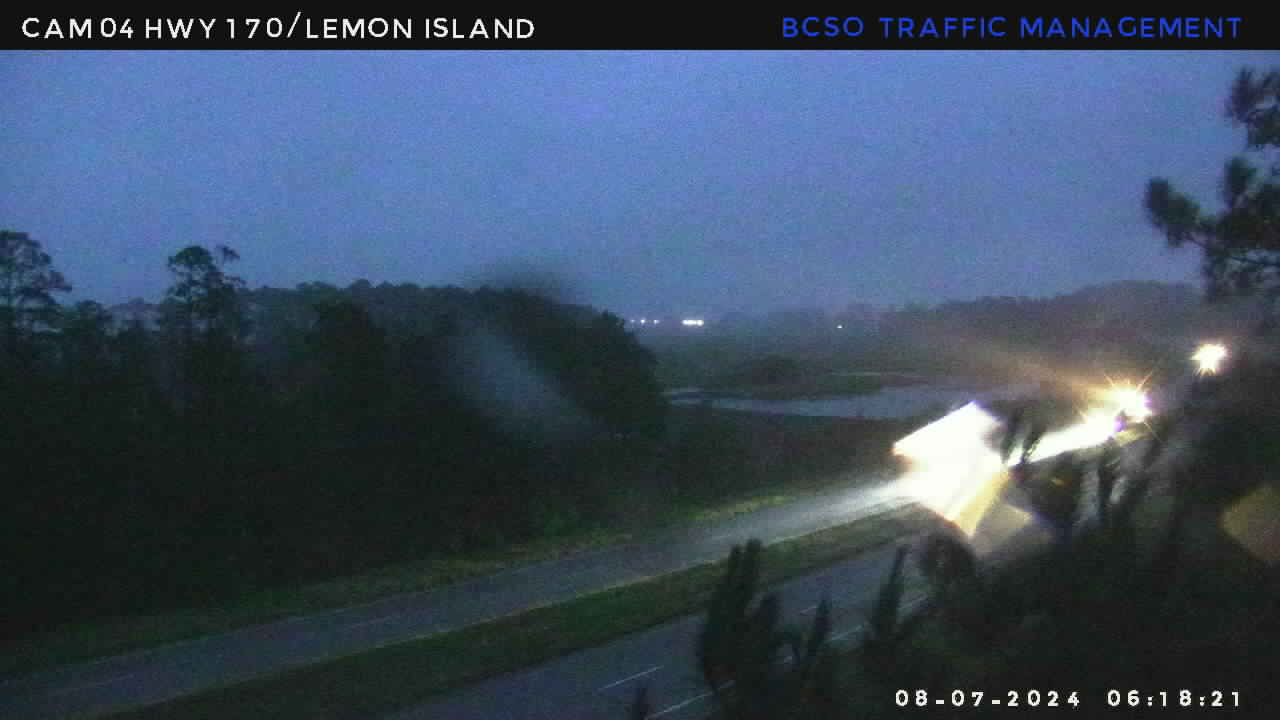 CAM04 HWY 170/LEMON ISLAND
BCSO TRAFFIC MANAGEMENT
08-07-2024 06:18:21